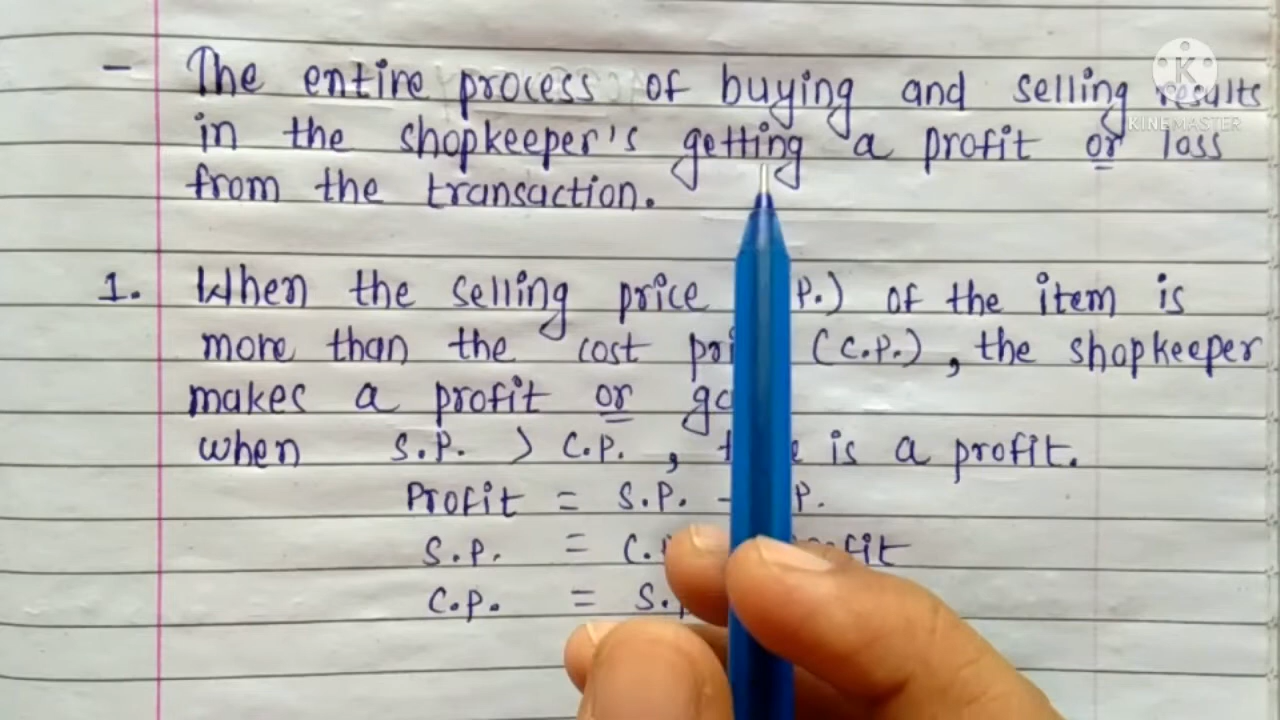 - The entire process of buying and selling results
in the shopkeeper's getting a profit or loss
from the transaction.
1. When the selling price P.) of the item is
more than the cost (C.P.), the shopkeeper
makes a profit or
when S.P. > C.P., is a profit.
Profit = S.P. - P.
S.P. =
C.P. =
K
KINEMASTER